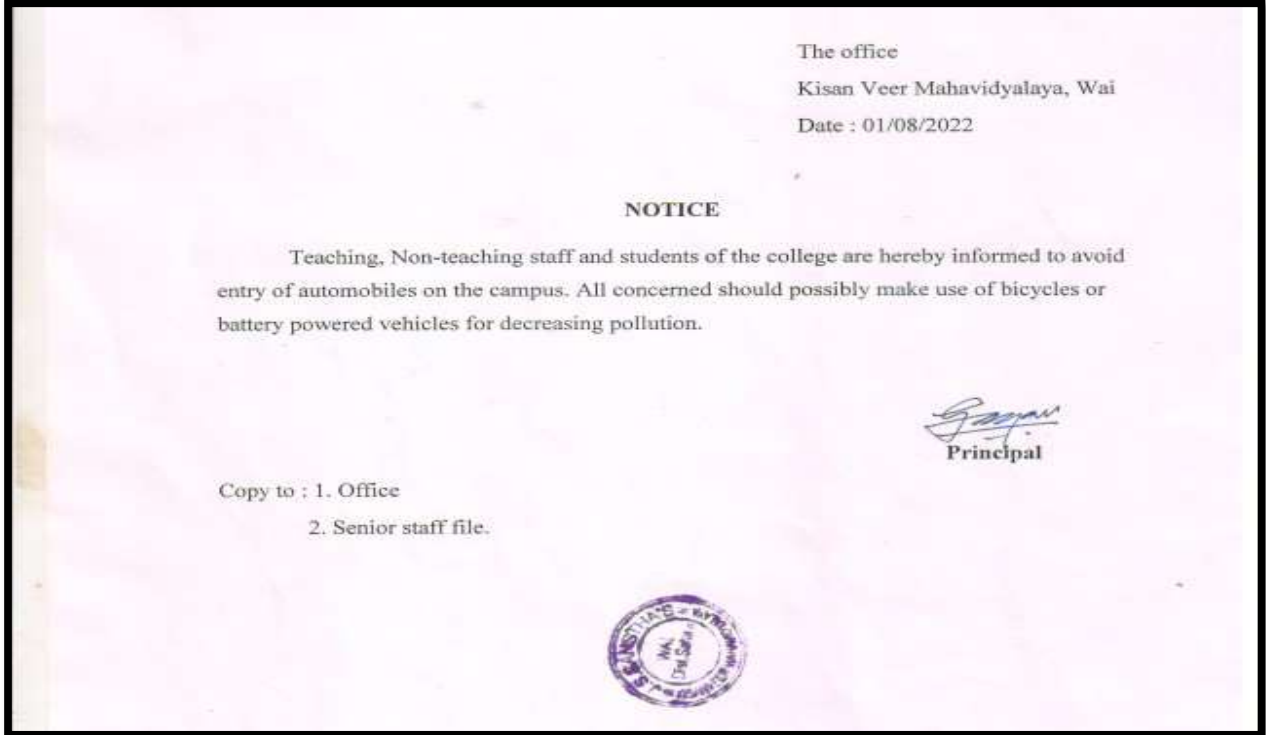 The office
Kisan Veer Mahavidyalaya, Wai
Date : 01/08/2022
NOTICE
Teaching, Non-teaching staff and students of the college are hereby informed to avoid
entry of automobiles on the campus. All concerned should possibly make use of bicycles or
battery powered vehicles for decreasing pollution.
Principal
Copy to : 1. Office
2. Senior staff file.
SANSTHA'S
WAI